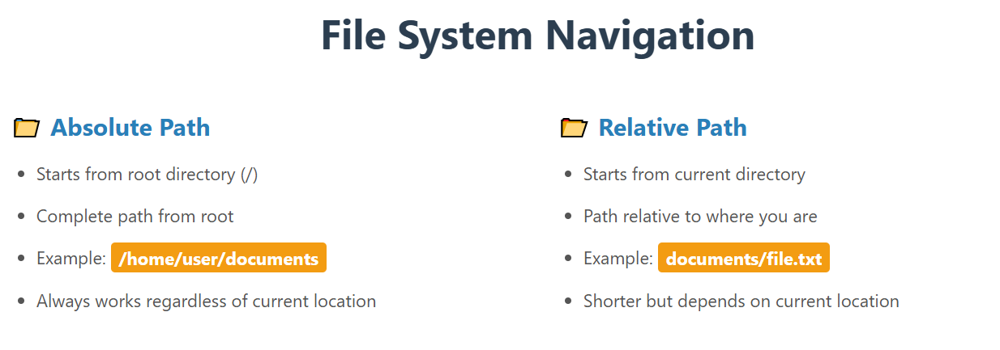 File System Navigation
Absolute Path
Starts from root directory (/)
Complete path from root
Example: /home/user/documents
Always works regardless of current location
Relative Path
Starts from current directory
Path relative to where you are
Example: documents/file.txt
Shorter but depends on current location